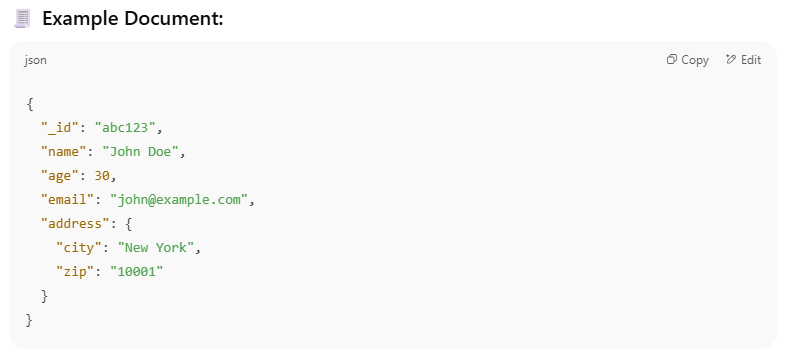 Example Document:
json
Copy Edit
{
"_id": "abc123",
"name": "John Doe",
"age": 30,
"email": "john@example.com",
"address": {
"city": "New York",
"zip": "10001"
}
}